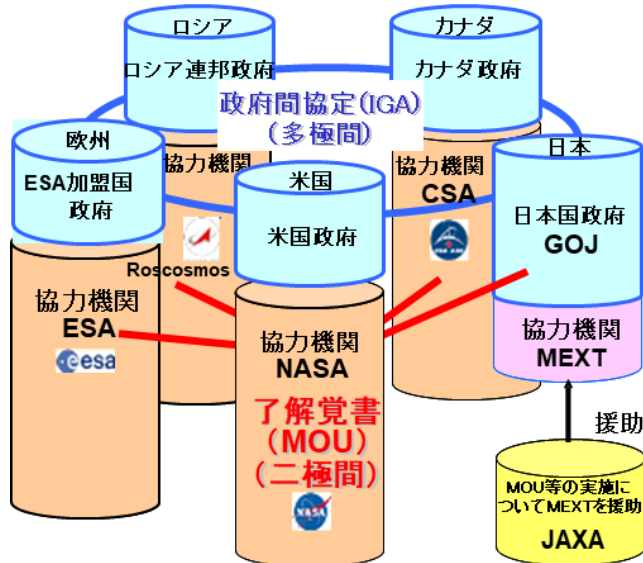 ロシア
ロシア連邦政府
カナダ
カナダ政府
政府間協定(IGA)
(多極間)
欧州
ESA加盟国
政府
協力機関
Roscosmos
米国
米国政府
協力機関
CSA
日本
日本国政府
GOJ
協力機関
ESA
esa
協力機関
NASA
了解覚書
(MOU)
(二極間)
NASA
協力機関
MEXT
援助
MOU等の実施に
ついてMEXTを援助
JAXA